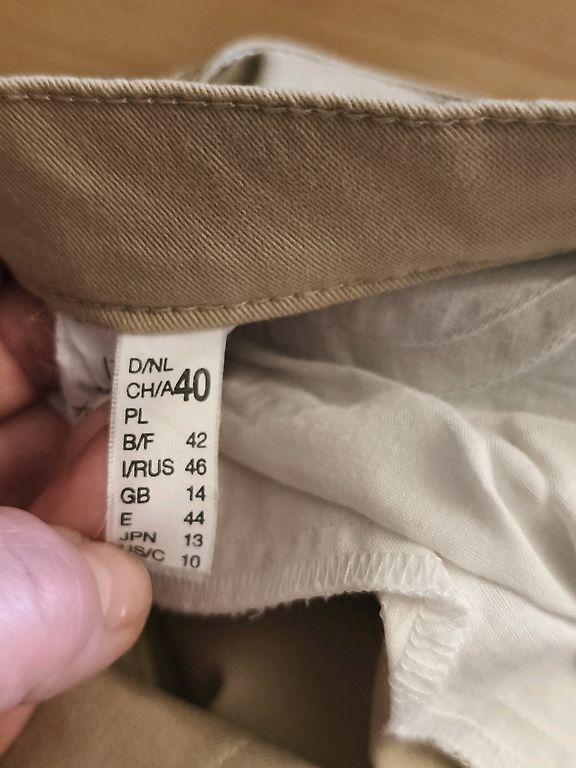 D/NL
CH/A 40
PL
B/F 42
I/RUS 46
GB 14
E 44
JPN 13
US/C 10